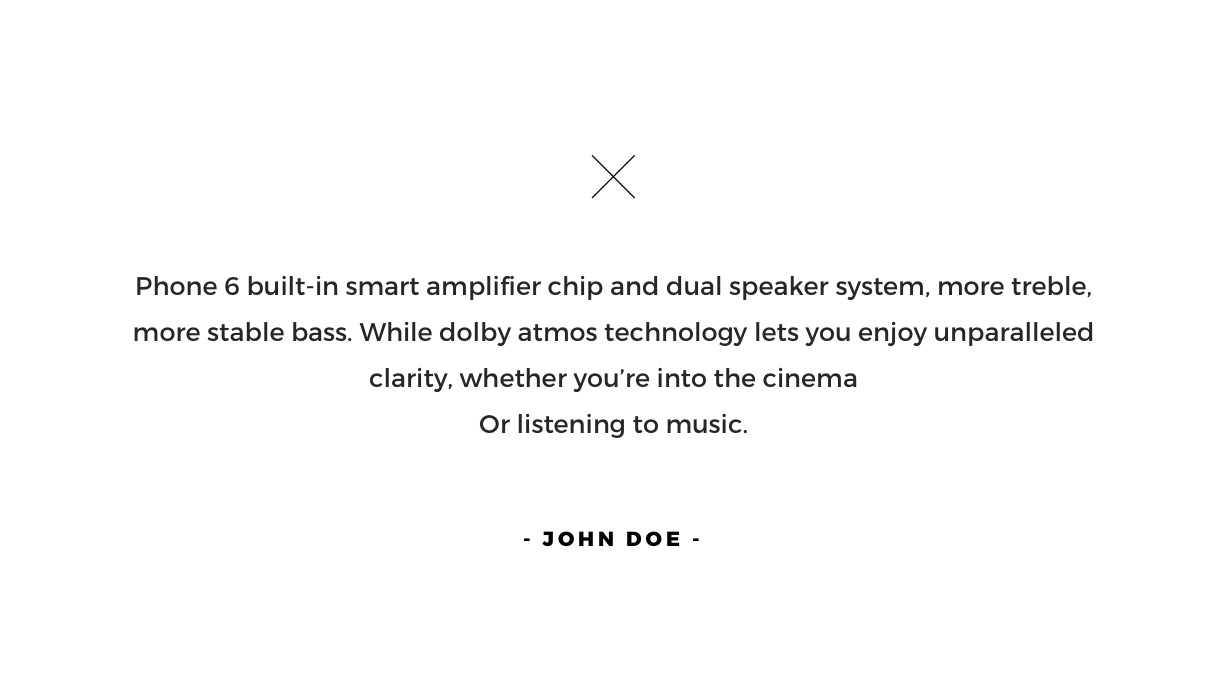 Phone 6 built-in smart amplifier chip and dual speaker system, more treble,
more stable bass. While dolby atmos technology lets you enjoy unparalleled
clarity, whether you’re into the cinema
Or listening to music.
- JOHN DOE -